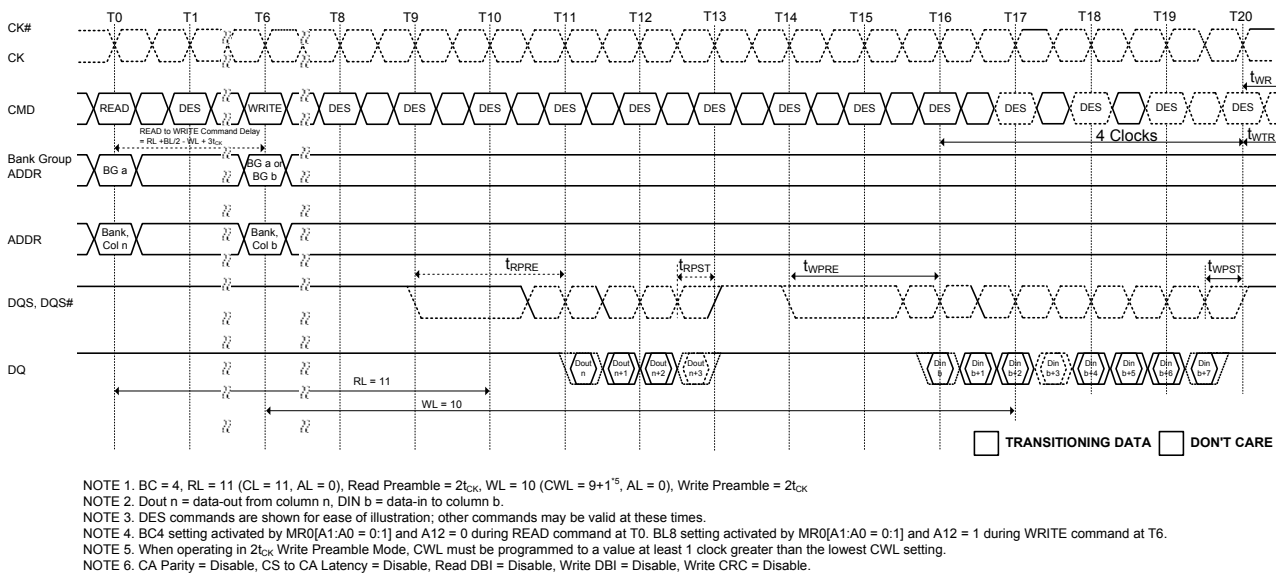 T0 T1 T6 T8 T9 T10 T11 T12 T13 T14 T15 T16 T17 T18 T19 T20
CK#
CK
tWR
CMD
READ DES WRITE DES DES DES DES DES DES DES DES DES DES DES DES DES
READ to WRITE Command Delay
= RL +BL/2 - WL + 3tCK
4 Clocks
tWTR
Bank Group
ADDR
BG a
BG a or
BG b
ADDR
Bank,
Col n
Bank,
Col b
tRPRE
tRPST
tWPRE
tWPST
DQS, DQS#
DQ
Dout
n
Dout
n+1
Dout
n+2
Dout
n+3
Din
b
Din
b+1
Din
b+2
Din
b+3
Din
b+4
Din
b+5
Din
b+6
Din
b+7
RL = 11
WL = 10
TRANSITIONING DATA DON'T CARE
NOTE 1. BC = 4, RL = 11 (CL = 11, AL = 0), Read Preamble = 2tCK, WL = 10 (CWL = 9+1*5, AL = 0), Write Preamble = 2tCK
NOTE 2. Dout n = data-out from column n, DIN b = data-in to column b.
NOTE 3. DES commands are shown for ease of illustration; other commands may be valid at these times.
NOTE 4. BC4 setting activated by MR0[A1:A0 = 0:1] and A12 = 0 during READ command at T0. BL8 setting activated by MR0[A1:A0 = 0:1] and A12 = 1 during WRITE command at T6.
NOTE 5. When operating in 2tCK Write Preamble Mode, CWL must be programmed to a value at least 1 clock greater than the lowest CWL setting.
NOTE 6. CA Parity = Disable, CS to CA Latency = Disable, Read DBI = Disable, Write DBI = Disable, Write CRC = Disable.